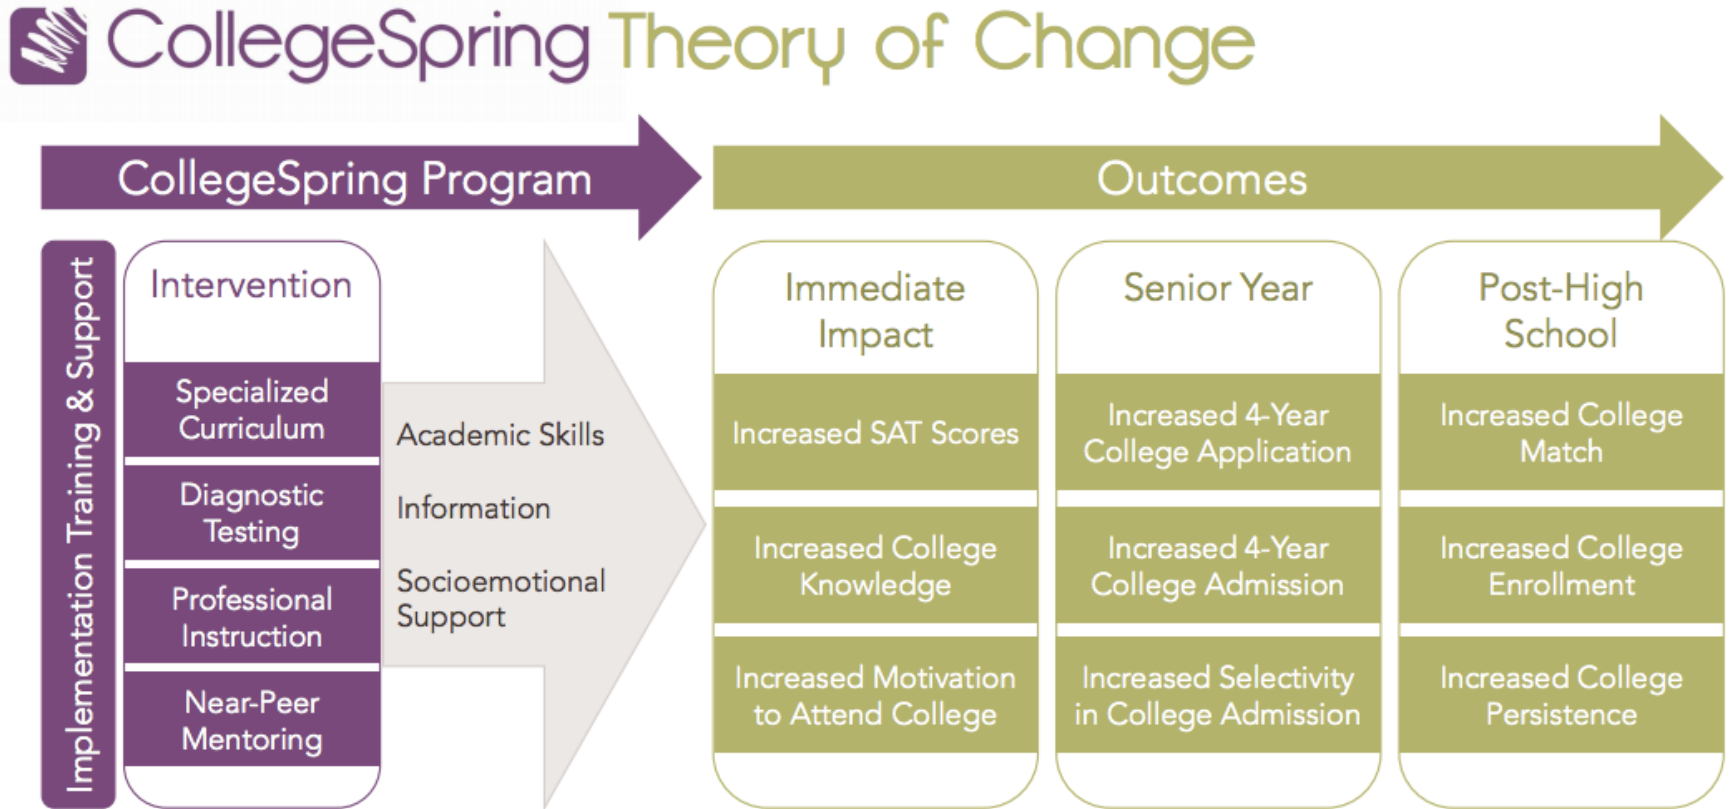 CollegeSpring Theory of Change
CollegeSpring Program
Outcomes
Implementation Training & Support
Intervention
Specialized
Curriculum
Diagnostic
Testing
Professional
Instruction
Near-Peer
Mentoring
Academic Skills
Information
Socioemotional
Support
Immediate
Impact
Increased SAT Scores
Increased College
Knowledge
Increased Motivation
to Attend College
Senior Year
Increased 4-Year
College Application
Increased 4-Year
College Admission
Increased Selectivity
in College Admission
Post-High
School
Increased College
Match
Increased College
Enrollment
Increased College
Persistence